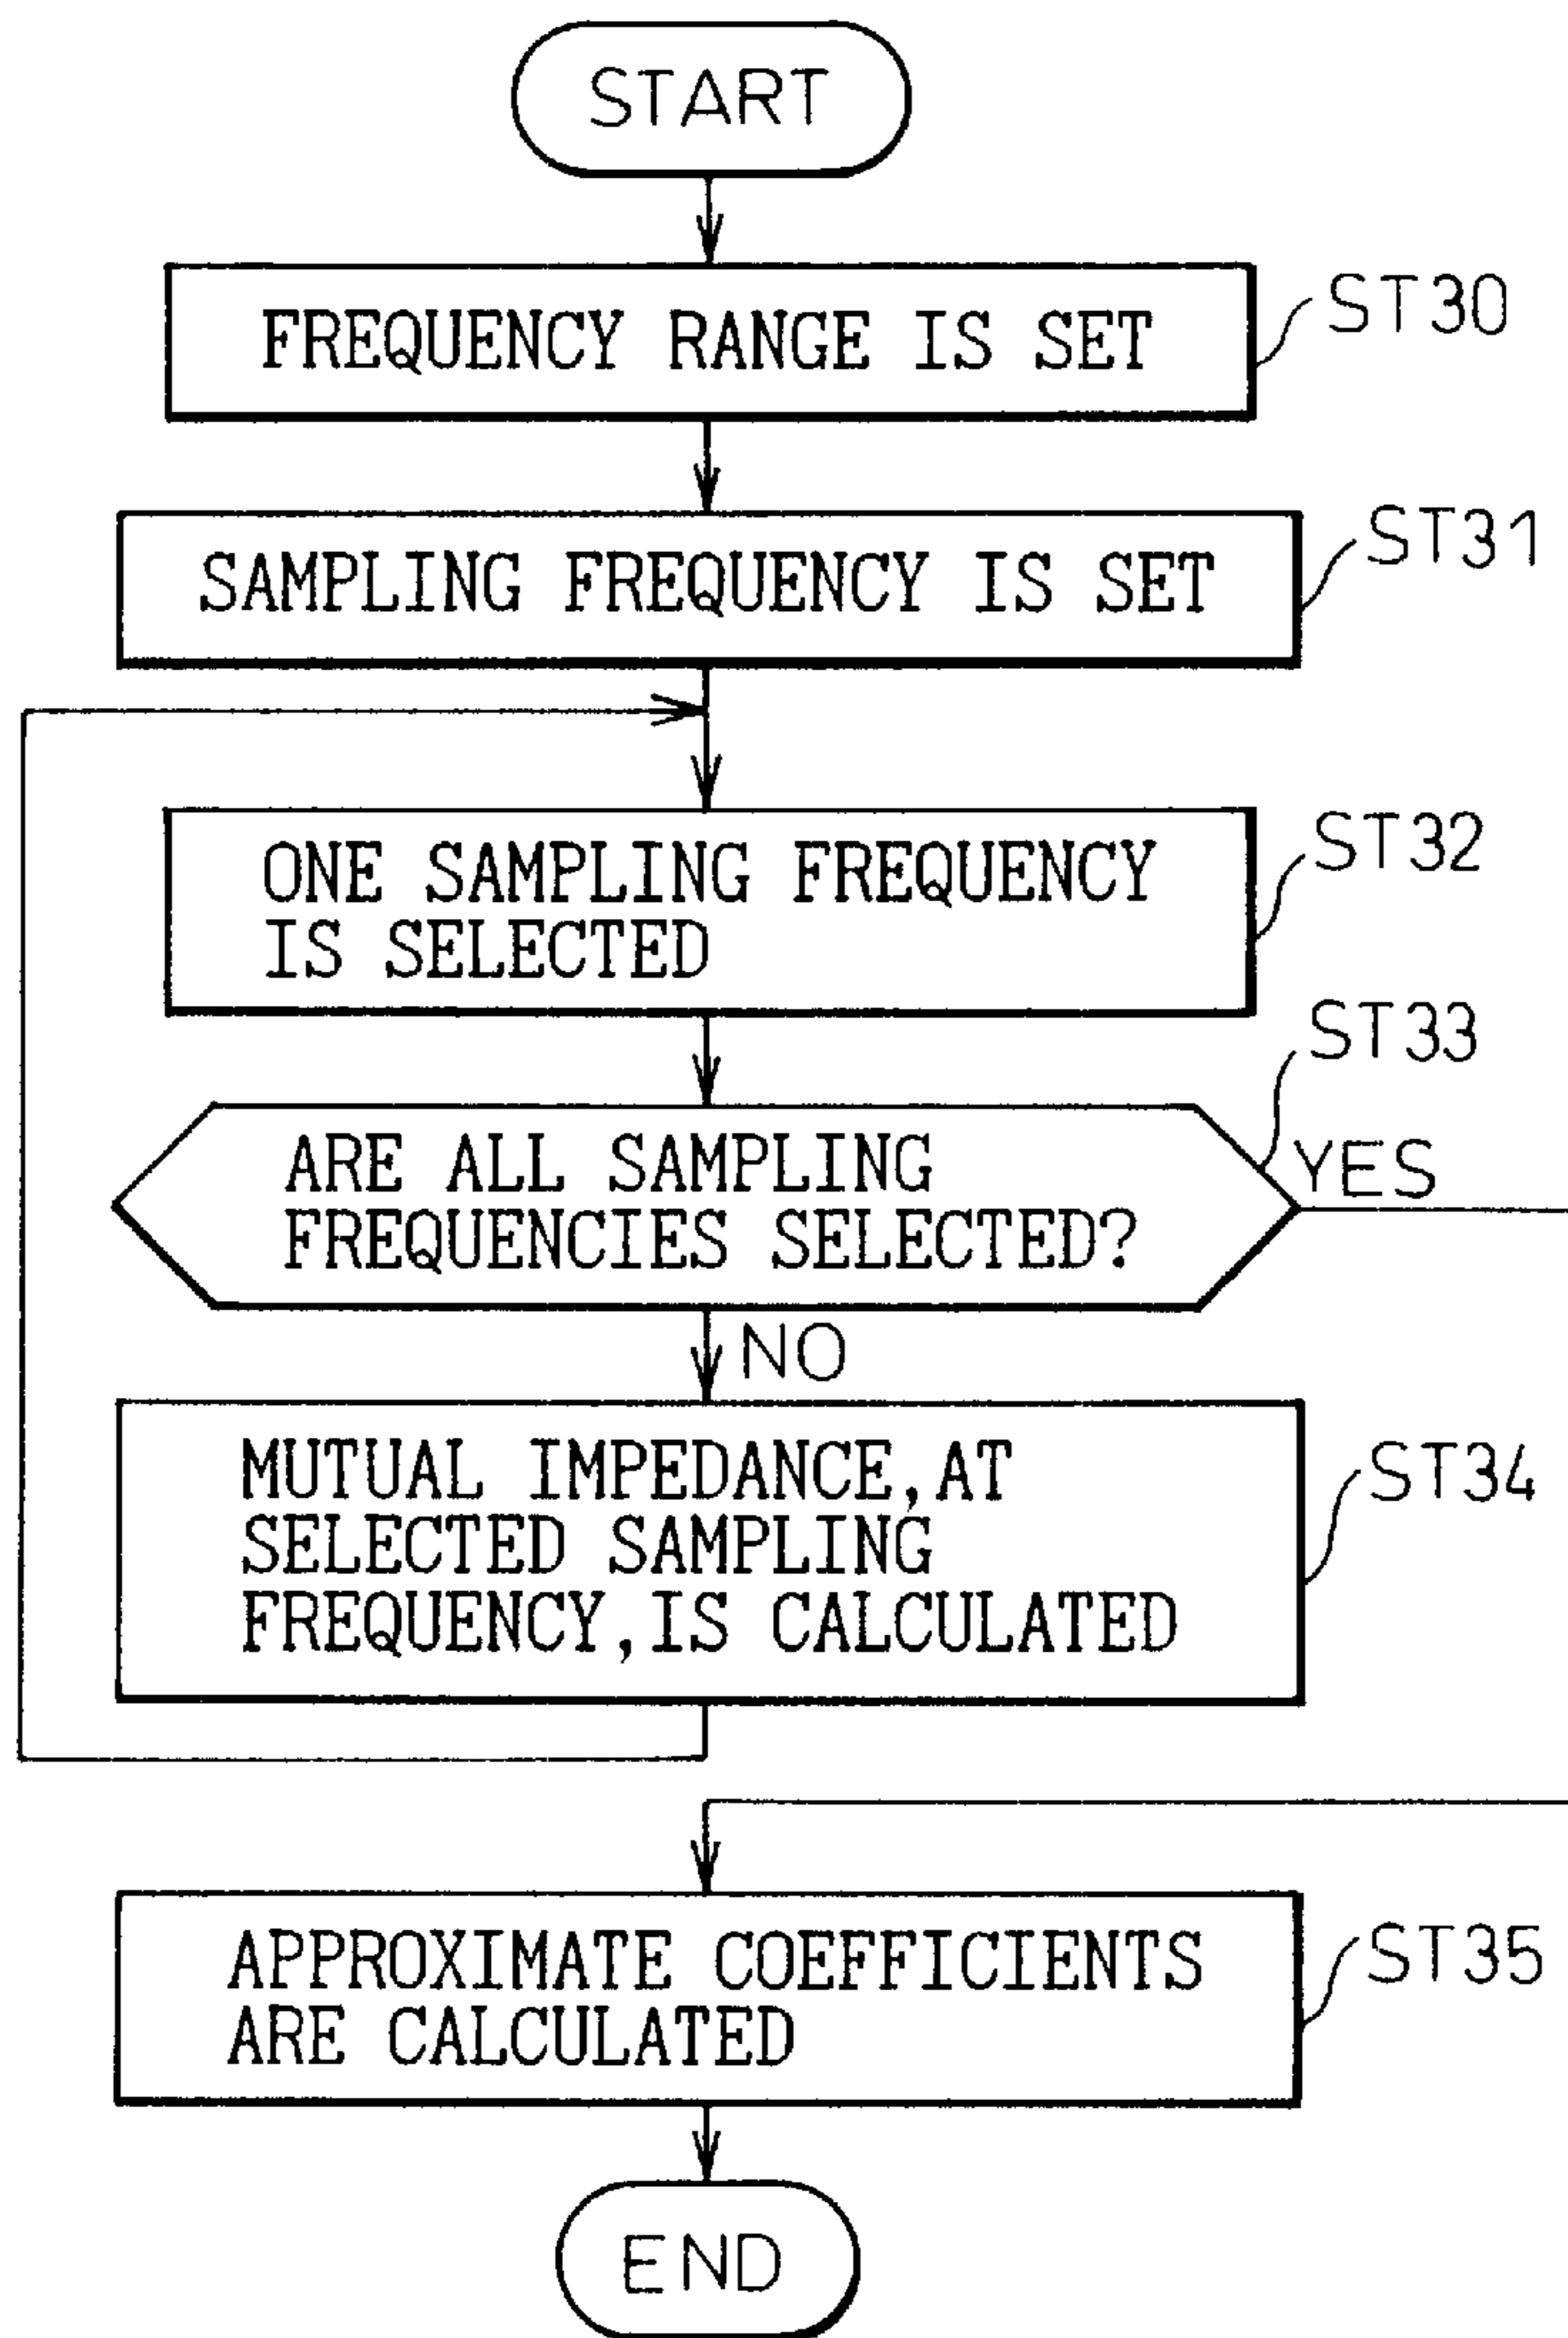 START
FREQUENCY RANGE IS SET
ST30
SAMPLING FREQUENCY IS SET
ST31
ONE SAMPLING FREQUENCY
IS SELECTED
ST32
ST33
ARE ALL SAMPLING
FREQUENCIES SELECTED?
YES
NO
MUTUAL IMPEDANCE,AT
SELECTED SAMPLING
FREQUENCY,IS CALCULATED
ST34
APPROXIMATE COEFFICIENTS
ARE CALCULATED
ST35
END